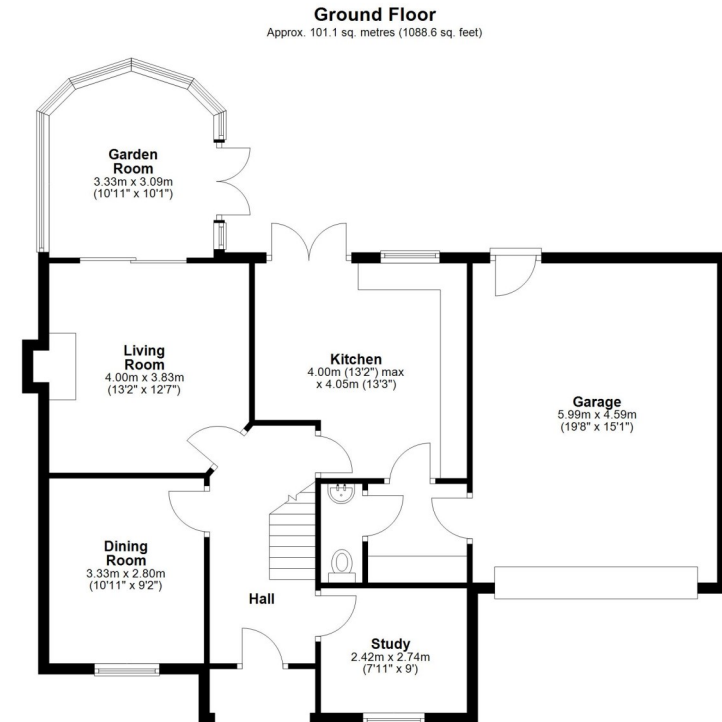 Ground Floor
Approx. 101.1 sq. metres (1088.6 sq. feet)
Garden
Room
3.33m x 3.09m
(10'11" x 10'1")
Living
Room
4.00m x 3.83m
(13'2" x 12'7")
Kitchen
4.00m (13'2") max
x 4.05m (13'3")
Garage
5.99m x 4.59m
(19'8" x 15'1")
Dining
Room
3.33m x 2.80m
(10'11" x 9'2")
Hall
Study
2.42m x 2.74m
(7'11" x 9')